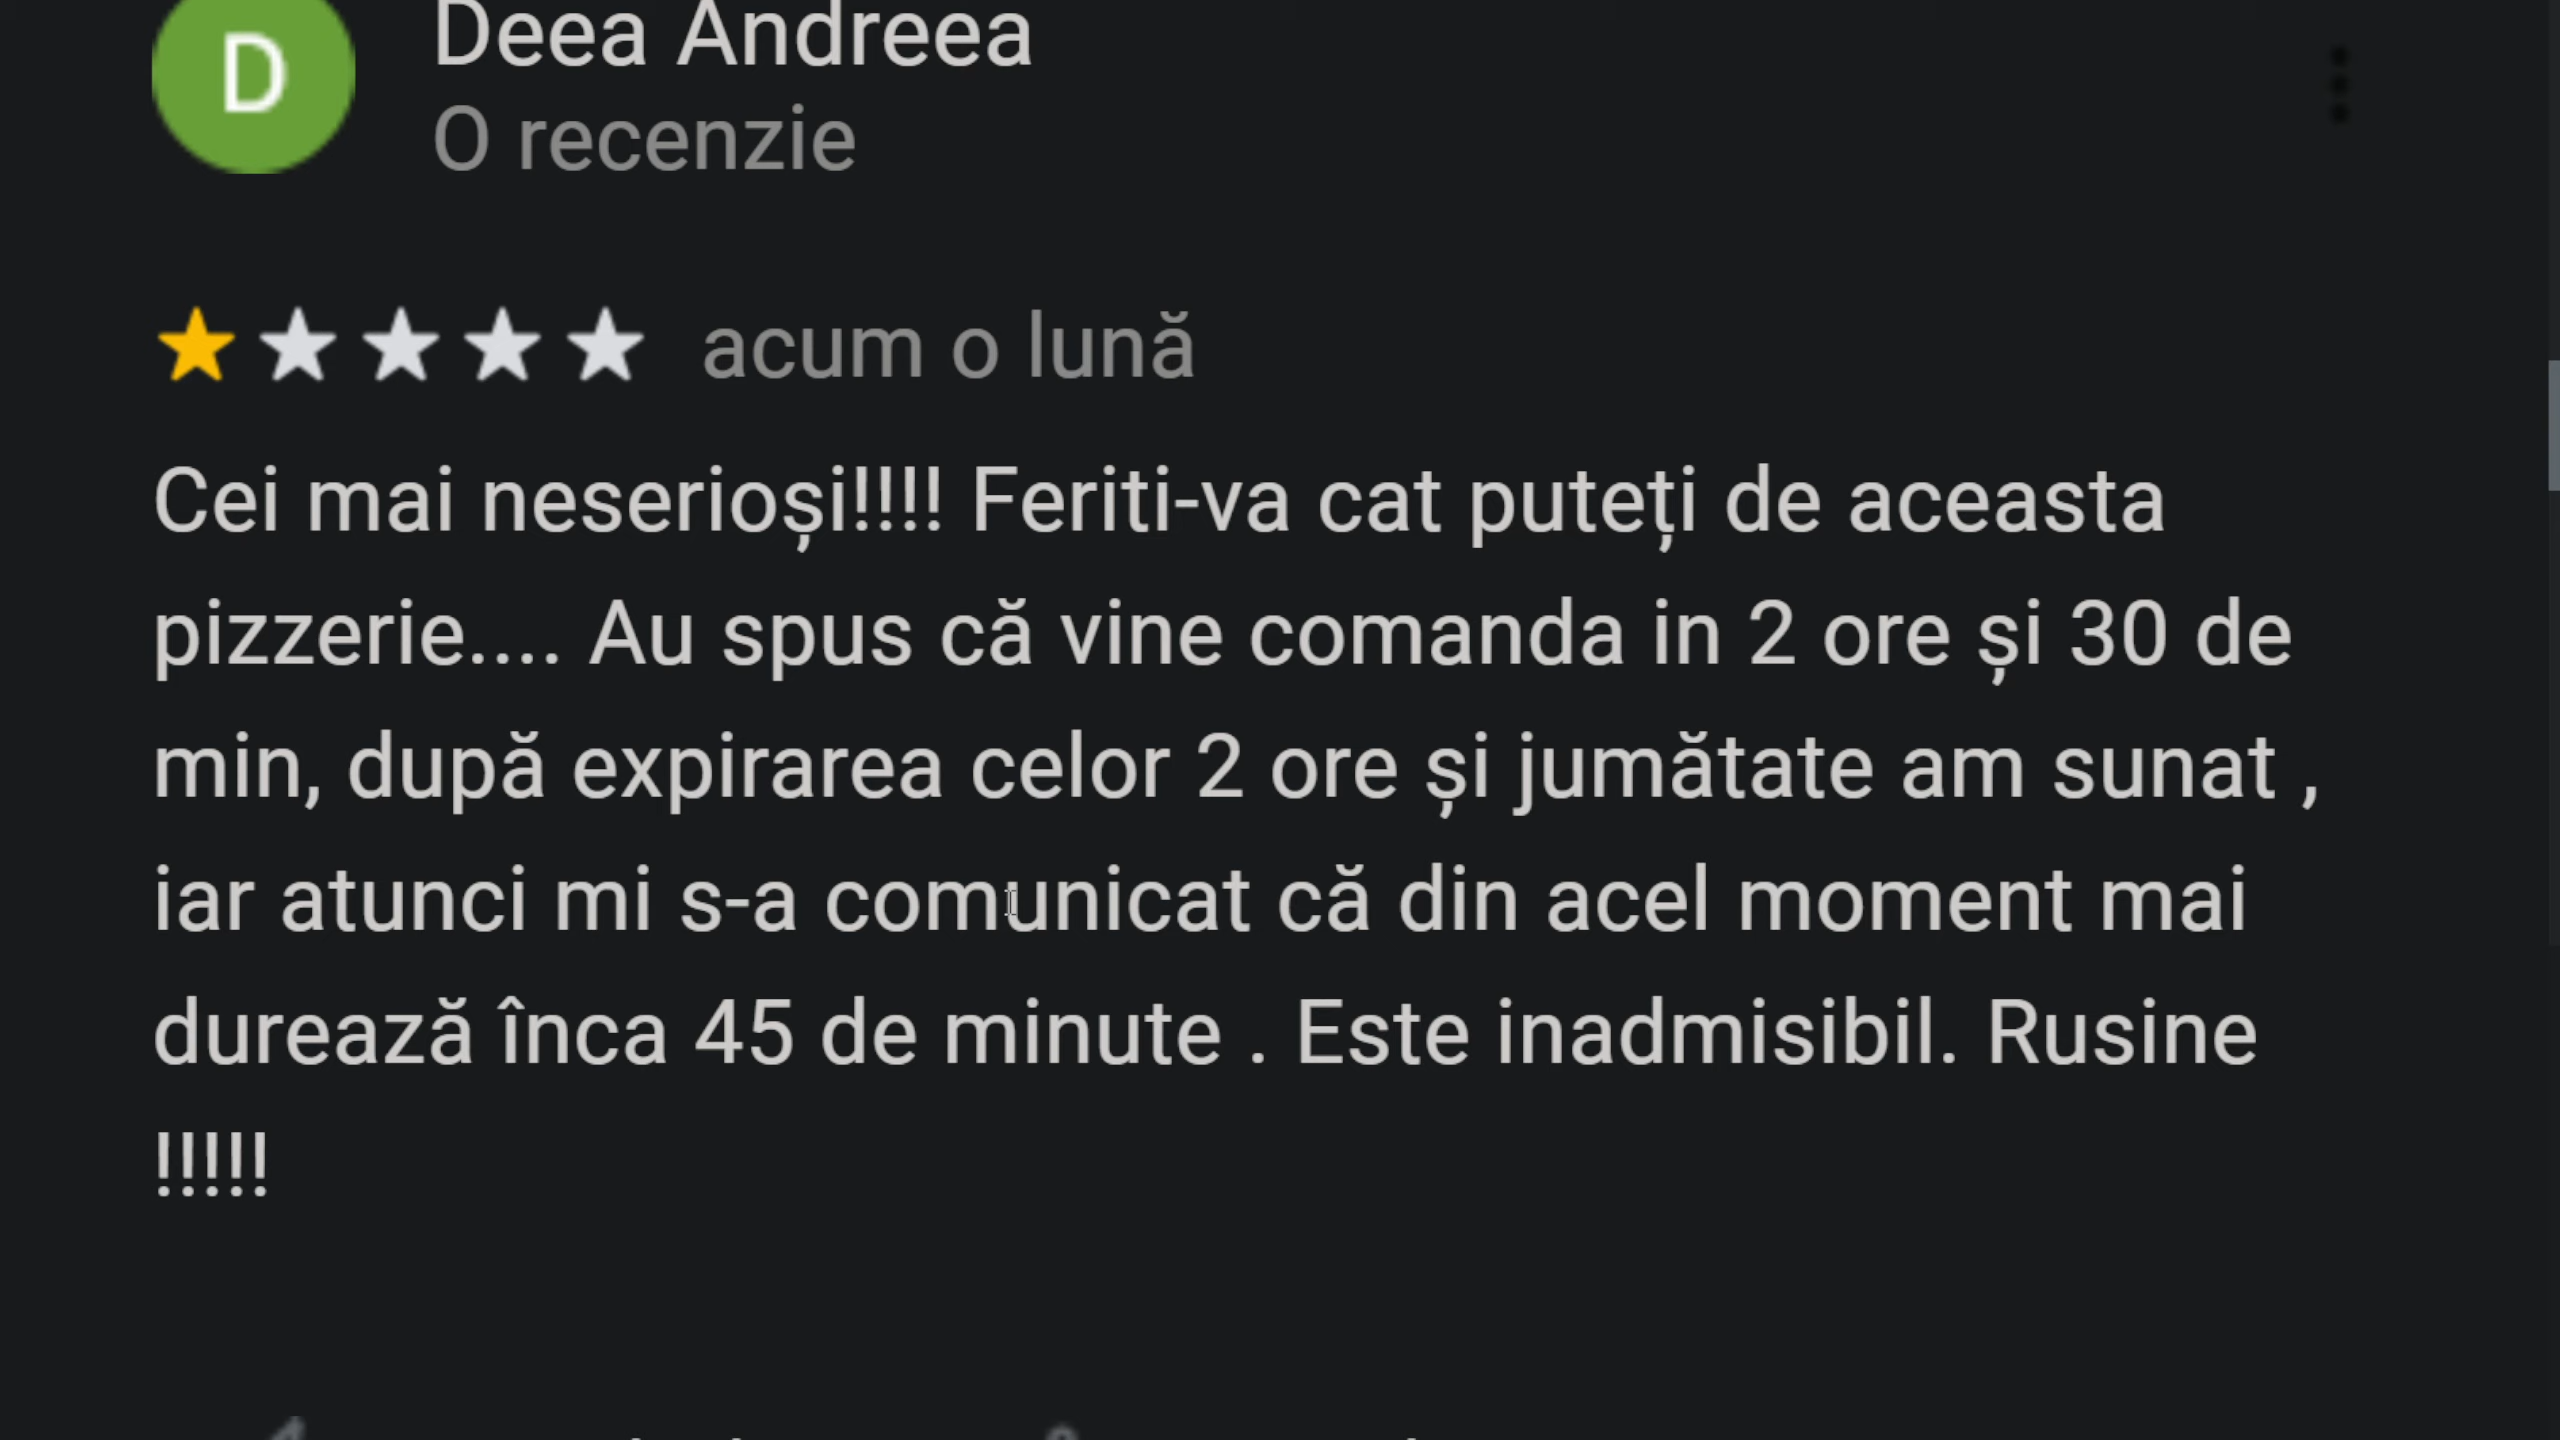 D
Deea Andreea
O recenzie
acum o lună
Cei mai neserioși!!!! Feriti-va cat puteți de aceasta
pizzerie.... Au spus că vine comanda in 2 ore și 30 de
min, după expirarea celor 2 ore și jumătate am sunat ,
iar atunci mi s-a comunicat că din acel moment mai
durează înca 45 de minute . Este inadmisibil. Rusine
!!!!!